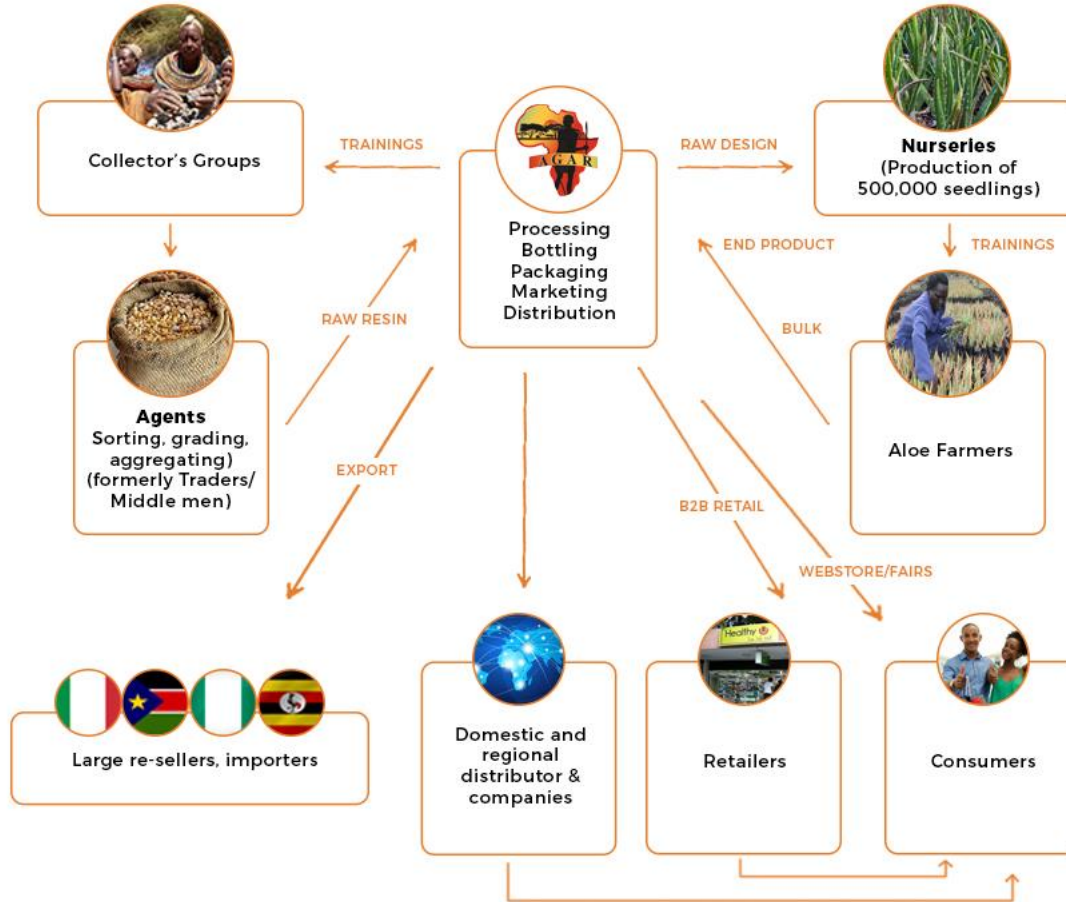 Collector's Groups
TRAININGS
AGAR
Processing
Bottling
Packaging
Marketing
Distribution
RAW DESIGN
Nurseries
(Production of
500,000 seedlings)
END PRODUCT
TRAININGS
RAW RESIN
BULK
Agents
Sorting, grading,
aggregating)
(formerly Traders/
Middle men)
Aloe Farmers
EXPORT
B2B RETAIL
WEBSTORE/FAIRS
Large re-sellers, importers
Domestic and
regional
distributor &
companies
Healthy
Retailers
Consumers